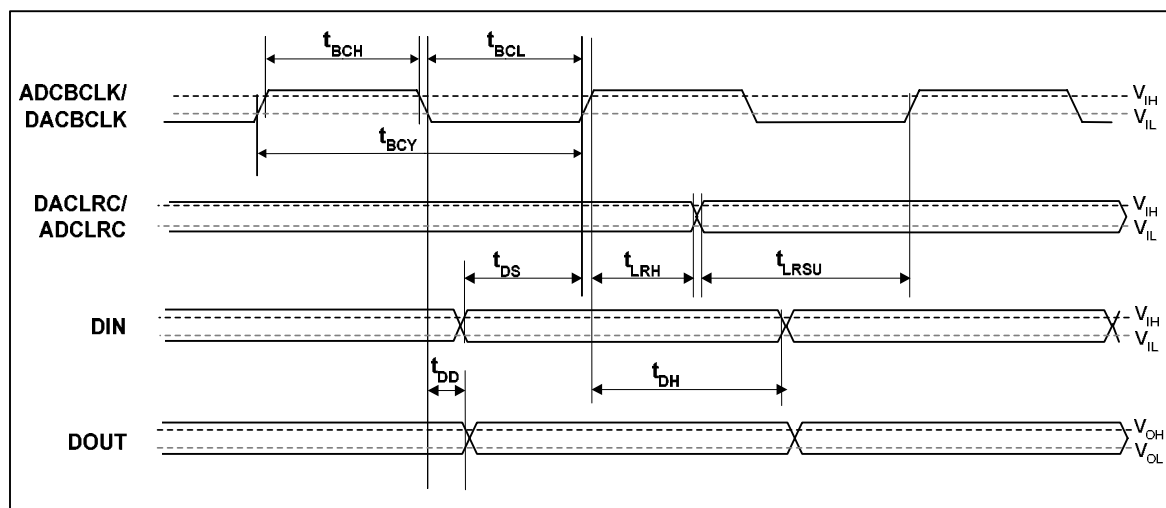 tBCH tBCL
ADCBCLK/
DACBCLK
VIH
VIL
tBCY
DACLRC/
ADCLRC
VIH
VIL
tDS tLRH tLRSU
DIN
VIH
VIL
tDD tDH
DOUT
VOH
VOL